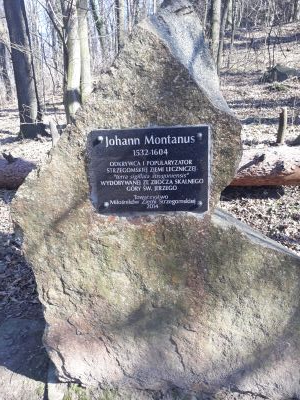 Johann Montanus
1532-1604
ODKRYWCA I POPULARYZATOR
STRZEGOMSKIEJ ZIEMI LECZNICZEJ
"terra sigillata strigoniensis"
WYDOBYWANEJ ZE ZBOCZA SKALNEGO
GÓRY ŚW. JERZEGO
Towarzystwo
Miłośników Ziemi Strzegomskiej
2014